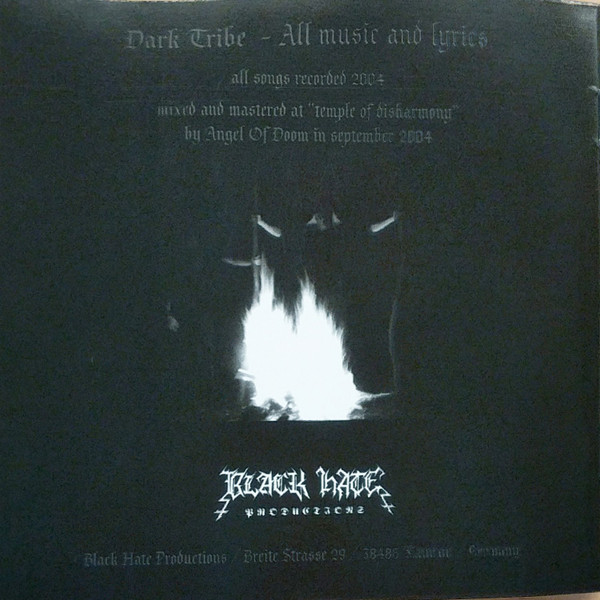 Dark Tribe - All music and lyrics
all songs recorded 2004
mixed and mastered at "temple of disharmony"
by Angel Of Doom in september 2004
BLACK HATE
PRODUCTIONS
Black Hate Productions / Breite Strasse 29 / 38486 / Germany